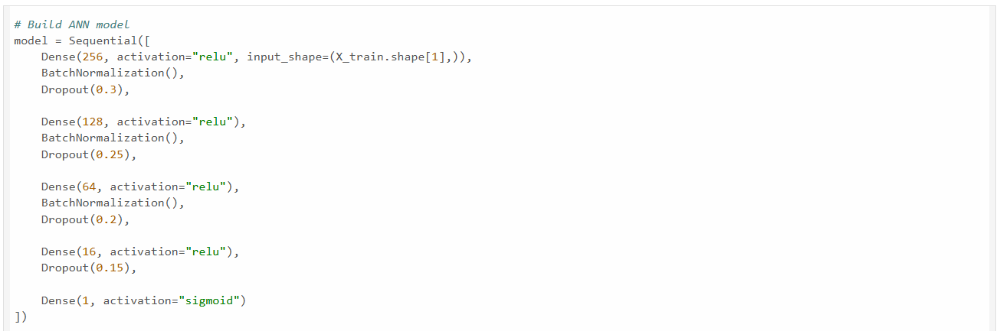 # Build ANN model
model = Sequential([
    Dense(256, activation="relu", input_shape=(X_train.shape[1],)),
    BatchNormalization(),
    Dropout(0.3),

    Dense(128, activation="relu"),
    BatchNormalization(),
    Dropout(0.25),

    Dense(64, activation="relu"),
    BatchNormalization(),
    Dropout(0.2),

    Dense(16, activation="relu"),
    Dropout(0.15),

    Dense(1, activation="sigmoid")
])